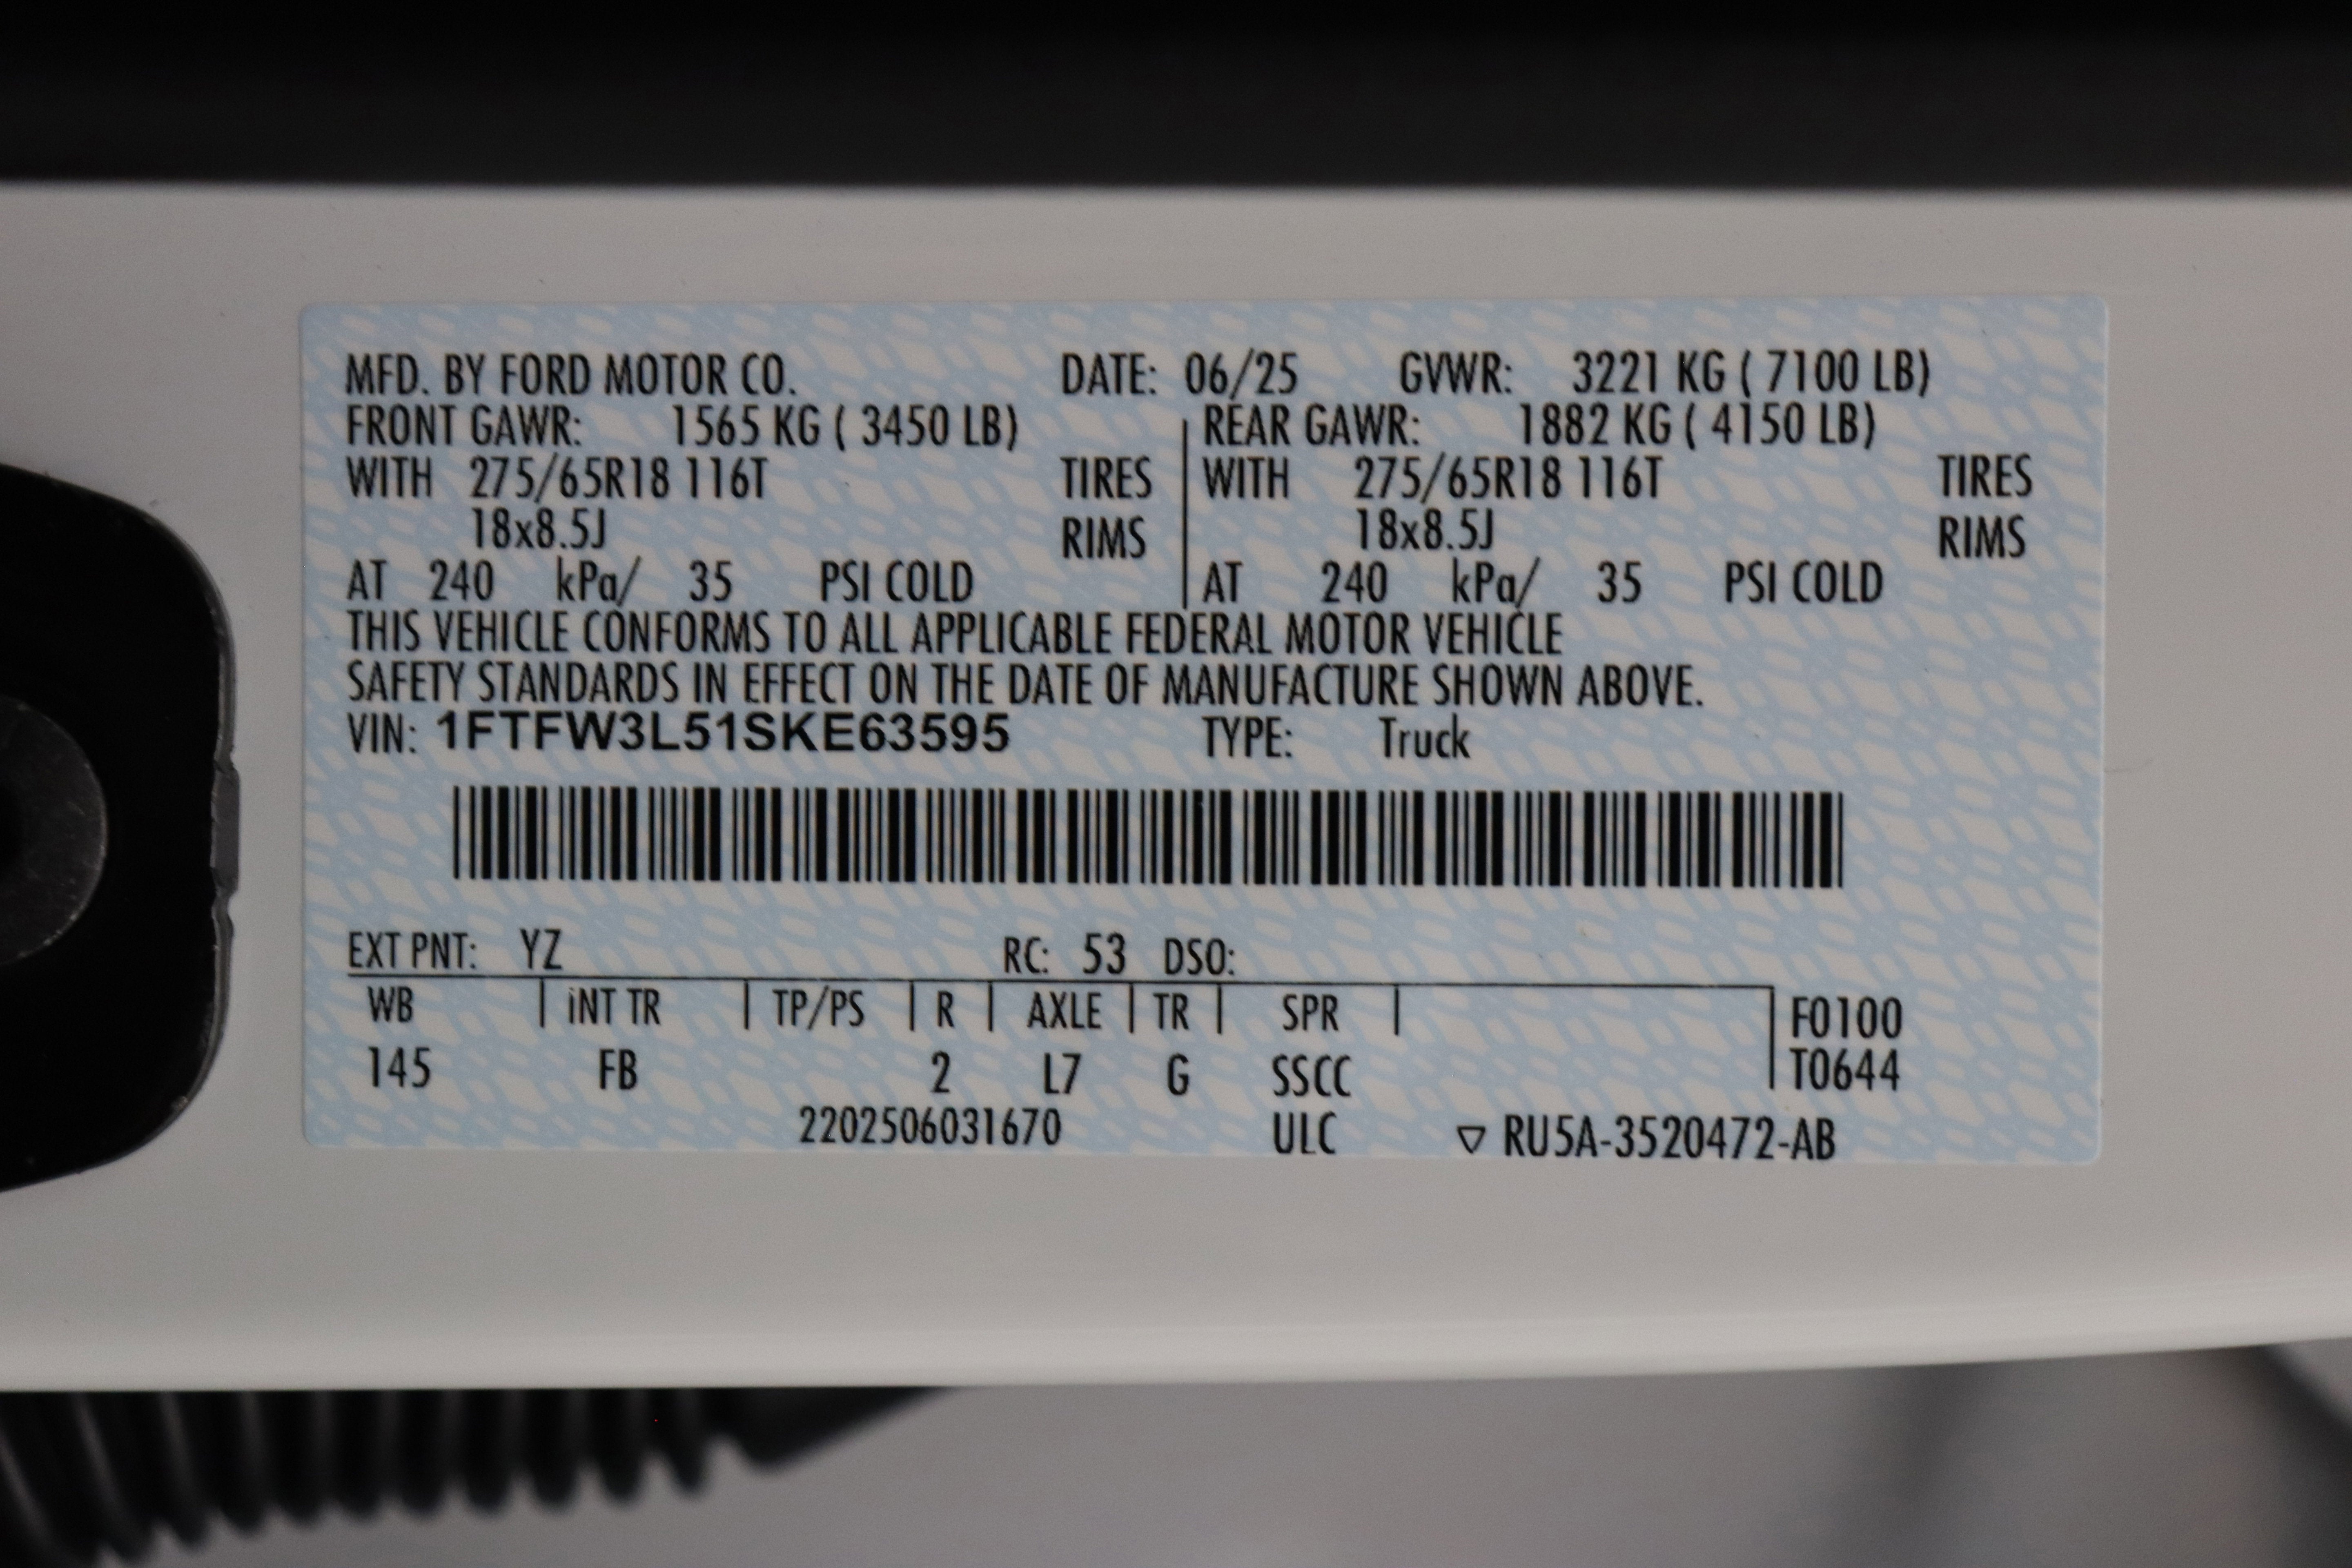 MFD. BY FORD MOTOR CO. DATE: 06/25 GVWR: 3221 KG ( 7100 LB)
FRONT GAWR: 1565 KG ( 3450 LB) REAR GAWR: 1882 KG ( 4150 LB)
WITH 275/65R18 116T TIRES WITH 275/65R18 116T TIRES
18x8.5J RIMS 18x8.5J RIMS
AT 240 kPa/ 35 PSI COLD AT 240 kPa/ 35 PSI COLD
THIS VEHICLE CONFORMS TO ALL APPLICABLE FEDERAL MOTOR VEHICLE
SAFETY STANDARDS IN EFFECT ON THE DATE OF MANUFACTURE SHOWN ABOVE.
VIN: 1FTFW3L51SKE63595 TYPE: Truck
EXT PNT: YZ RC: 53 DSO:
WB | iNT TR | TP/PS | R | AXLE | TR | SPR | F0100
145 FB 2 L7 G SSCC T0644
2202506031670 ULC ▽ RU5A-3520472-AB